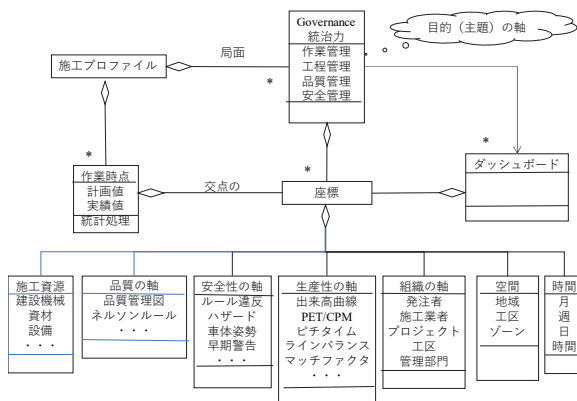 Governance
統治力
作業管理
工程管理
品質管理
安全管理
目的（主題）の軸
施工プロファイル
局面
*
*
*
*
作業時点
計画値
実績値
統計処理
交点の
座標
ダッシュボード
施工資源
建設機械
資材
設備
・・・
品質の軸
品質管理図
ネルソンルール
・・・
安全性の軸
ルール違反
ハザード
車体姿勢
早期警告
・・・
生産性の軸
出来高曲線
PET/CPM
ピチタイム
ラインバランス
マッチファクタ
・・・
組織の軸
発注者
施工業者
プロジェクト
工区
管理部門
空間
地域
工区
ゾーン
時間
月
週
日
時間